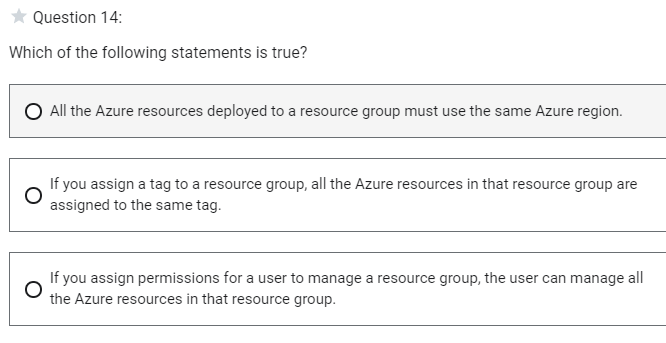 Question 14:
Which of the following statements is true?
All the Azure resources deployed to a resource group must use the same Azure region.
If you assign a tag to a resource group, all the Azure resources in that resource group are
assigned to the same tag.
If you assign permissions for a user to manage a resource group, the user can manage all
the Azure resources in that resource group.